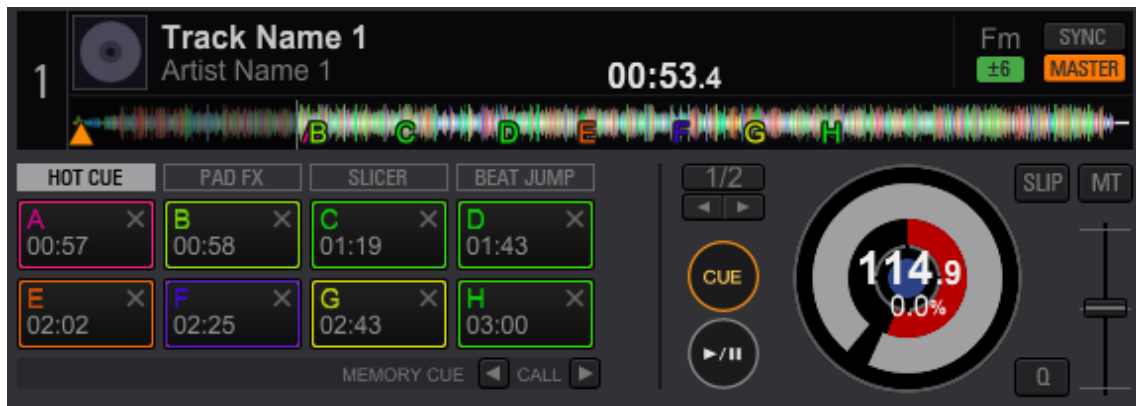 1
Track Name 1
Artist Name 1
00:53.4
Fm SYNC
±6 MASTER
B C D E F G H
HOT CUE PAD FX SLICER BEAT JUMP
A 00:57
B 00:58
C 01:19
D 01:43
E 02:02
F 02:25
G 02:43
H 03:00
MEMORY CUE CALL
1/2
CUE
114.9
0.0%
SLIP MT
Q